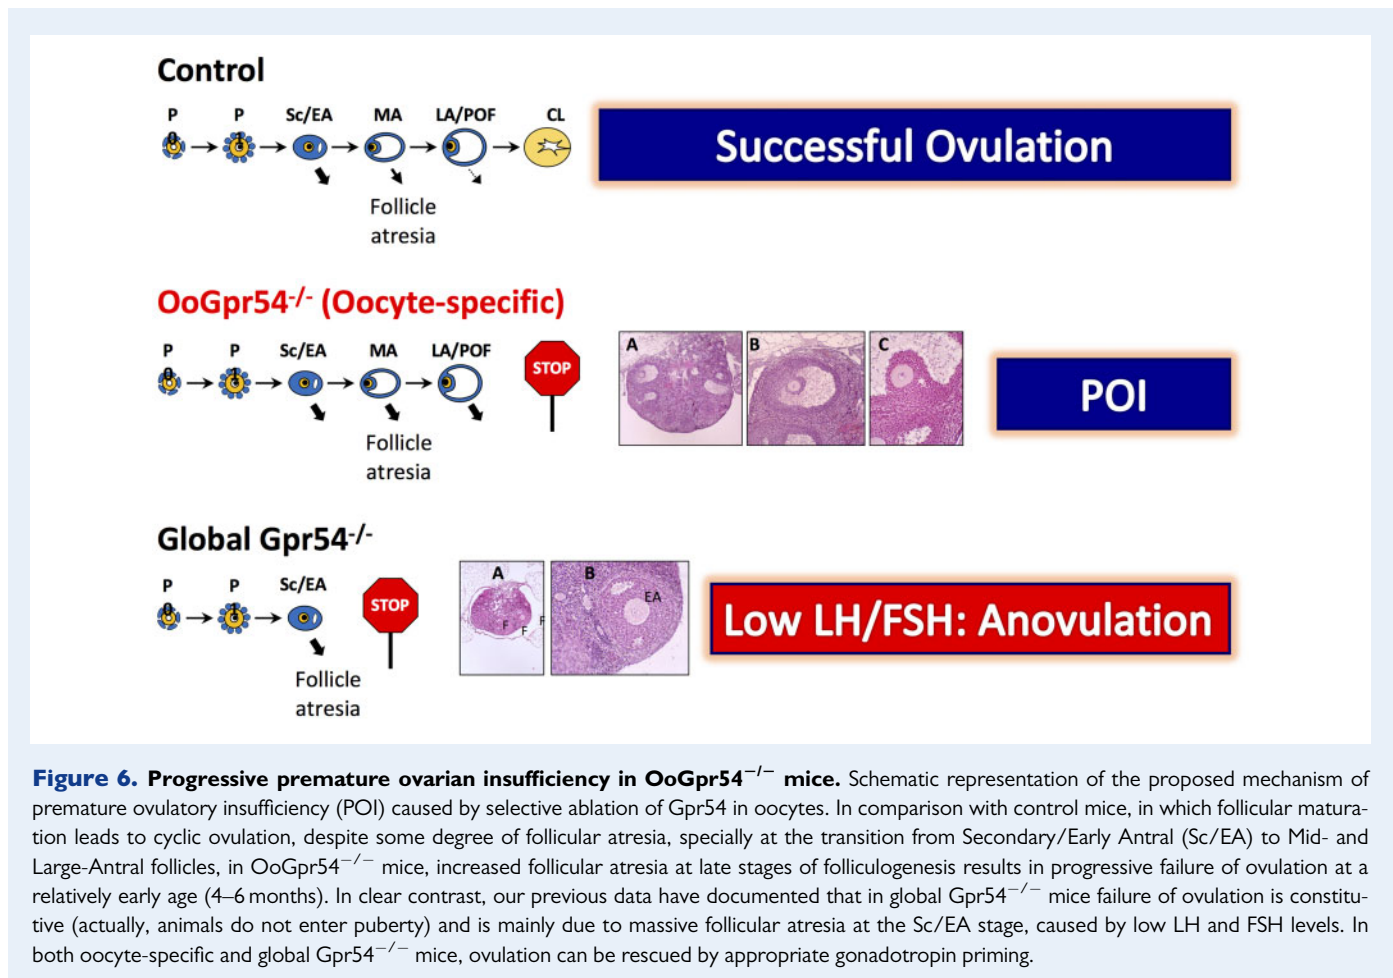 Control
P P Sc/EA MA LA/POF CL
0 1
Successful Ovulation
Follicle
atresia
OoGpr54-/- (Oocyte-specific)
P P Sc/EA MA LA/POF
0 1
STOP
A B C
POI
Follicle
atresia
Global Gpr54-/-
P P Sc/EA
0 1
STOP
A B
EA
F F F
Low LH/FSH: Anovulation
Follicle
atresia
Figure 6. Progressive premature ovarian insufficiency in OoGpr54−/− mice. Schematic representation of the proposed mechanism of
premature ovulatory insufficiency (POI) caused by selective ablation of Gpr54 in oocytes. In comparison with control mice, in which follicular matura-
tion leads to cyclic ovulation, despite some degree of follicular atresia, specially at the transition from Secondary/Early Antral (Sc/EA) to Mid- and
Large-Antral follicles, in OoGpr54−/− mice, increased follicular atresia at late stages of folliculogenesis results in progressive failure of ovulation at a
relatively early age (4–6 months). In clear contrast, our previous data have documented that in global Gpr54−/− mice failure of ovulation is constitu-
tive (actually, animals do not enter puberty) and is mainly due to massive follicular atresia at the Sc/EA stage, caused by low LH and FSH levels. In
both oocyte-specific and global Gpr54−/− mice, ovulation can be rescued by appropriate gonadotropin priming.